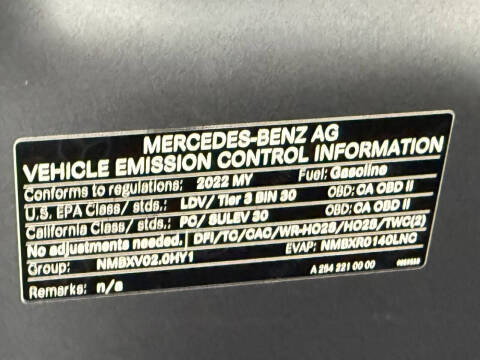 MERCEDES-BENZ AG
VEHICLE EMISSION CONTROL INFORMATION
Conforms to regulations: 2022 MY Fuel: Gasoline
U.S. EPA Class/ stds.: LDV/ Tier 3 BIN 30 OBD: CA OBD II
California Class/ stds.: PC/ SULEV 30 OBD: CA OBD II
No adjustments needed. DFI/TC/CAC/WR-HO2S/HO2S/TWC(2)
Group: NMBXV02.0HY1 EVAP: NMBXR0140LNC
A 254 221 00 00
Remarks: n/a